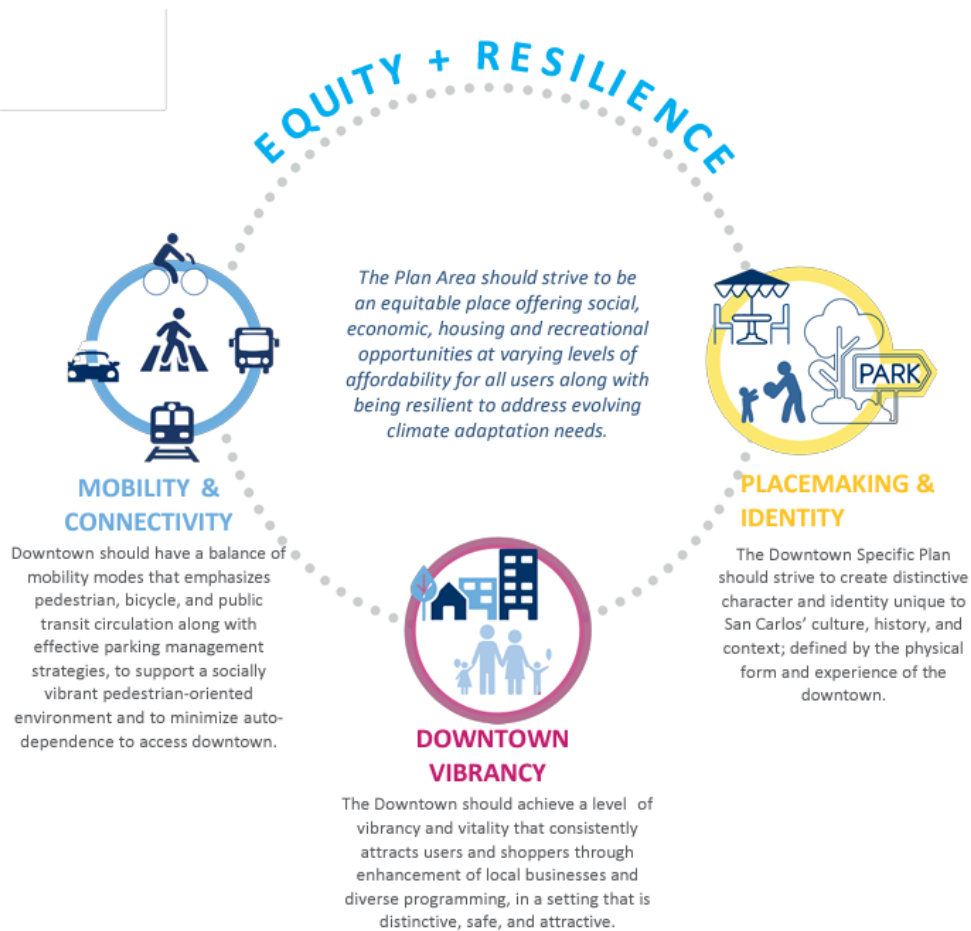 EQUITY + RESILIENCE
The Plan Area should strive to be
an equitable place offering social,
economic, housing and recreational
opportunities at varying levels of
affordability for all users along with
being resilient to address evolving
climate adaptation needs.
MOBILITY &
CONNECTIVITY
Downtown should have a balance of
mobility modes that emphasizes
pedestrian, bicycle, and public
transit circulation along with
effective parking management
strategies, to support a socially
vibrant pedestrian-oriented
environment and to minimize auto-
dependence to access downtown.
DOWNTOWN
VIBRANCY
The Downtown should achieve a level of
vibrancy and vitality that consistently
attracts users and shoppers through
enhancement of local businesses and
diverse programming, in a setting that is
distinctive, safe, and attractive.
PARK
PLACEMAKING &
IDENTITY
The Downtown Specific Plan
should strive to create distinctive
character and identity unique to
San Carlos’ culture, history, and
context; defined by the physical
form and experience of the
downtown.